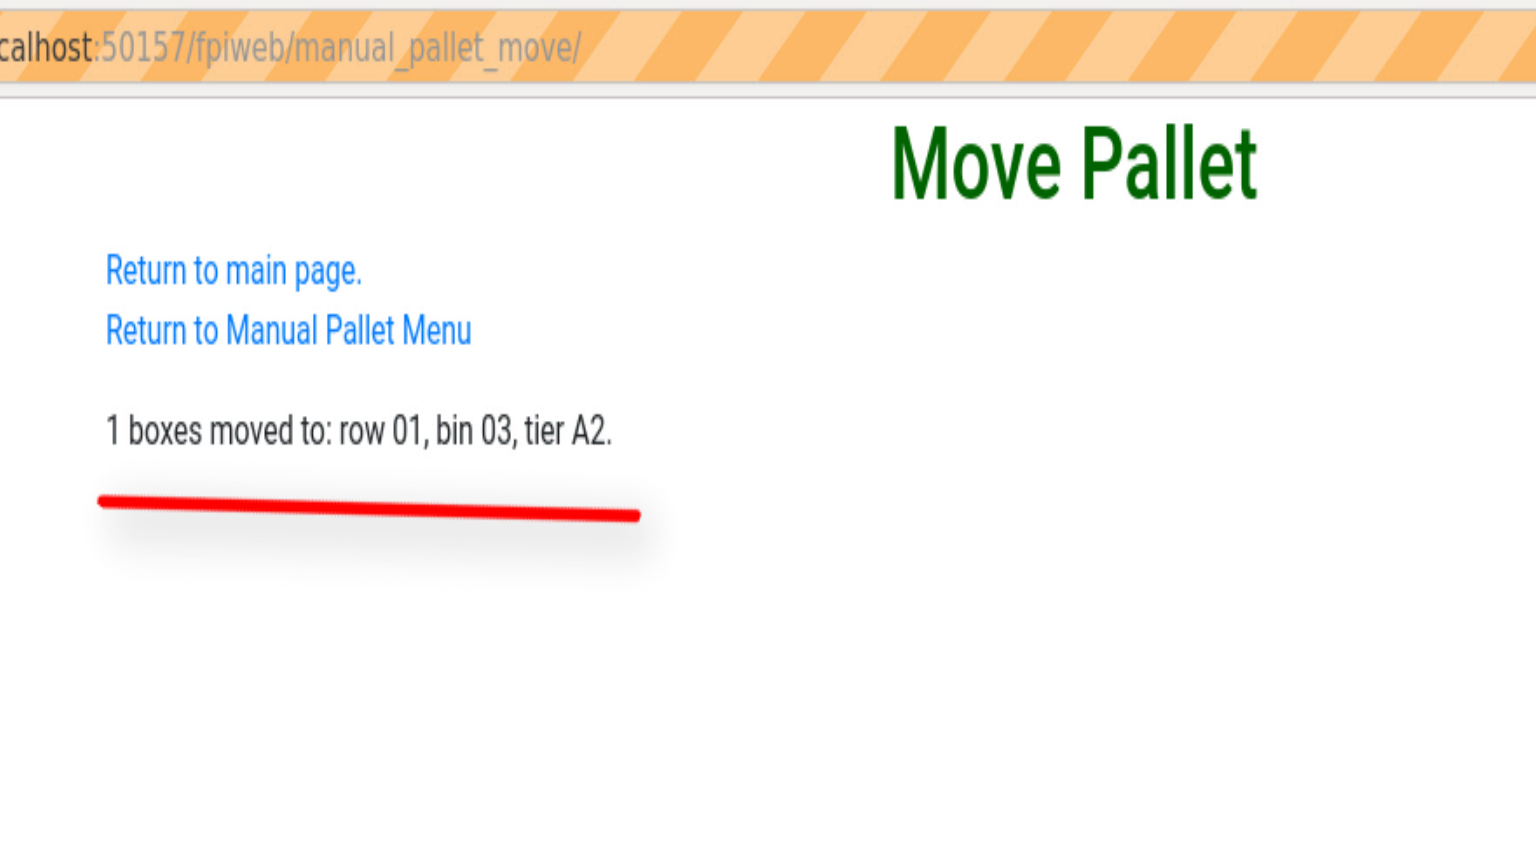 calhost:50157/fpiweb/manual_pallet_move/
Move Pallet
Return to main page.
Return to Manual Pallet Menu
1 boxes moved to: row 01, bin 03, tier A2.